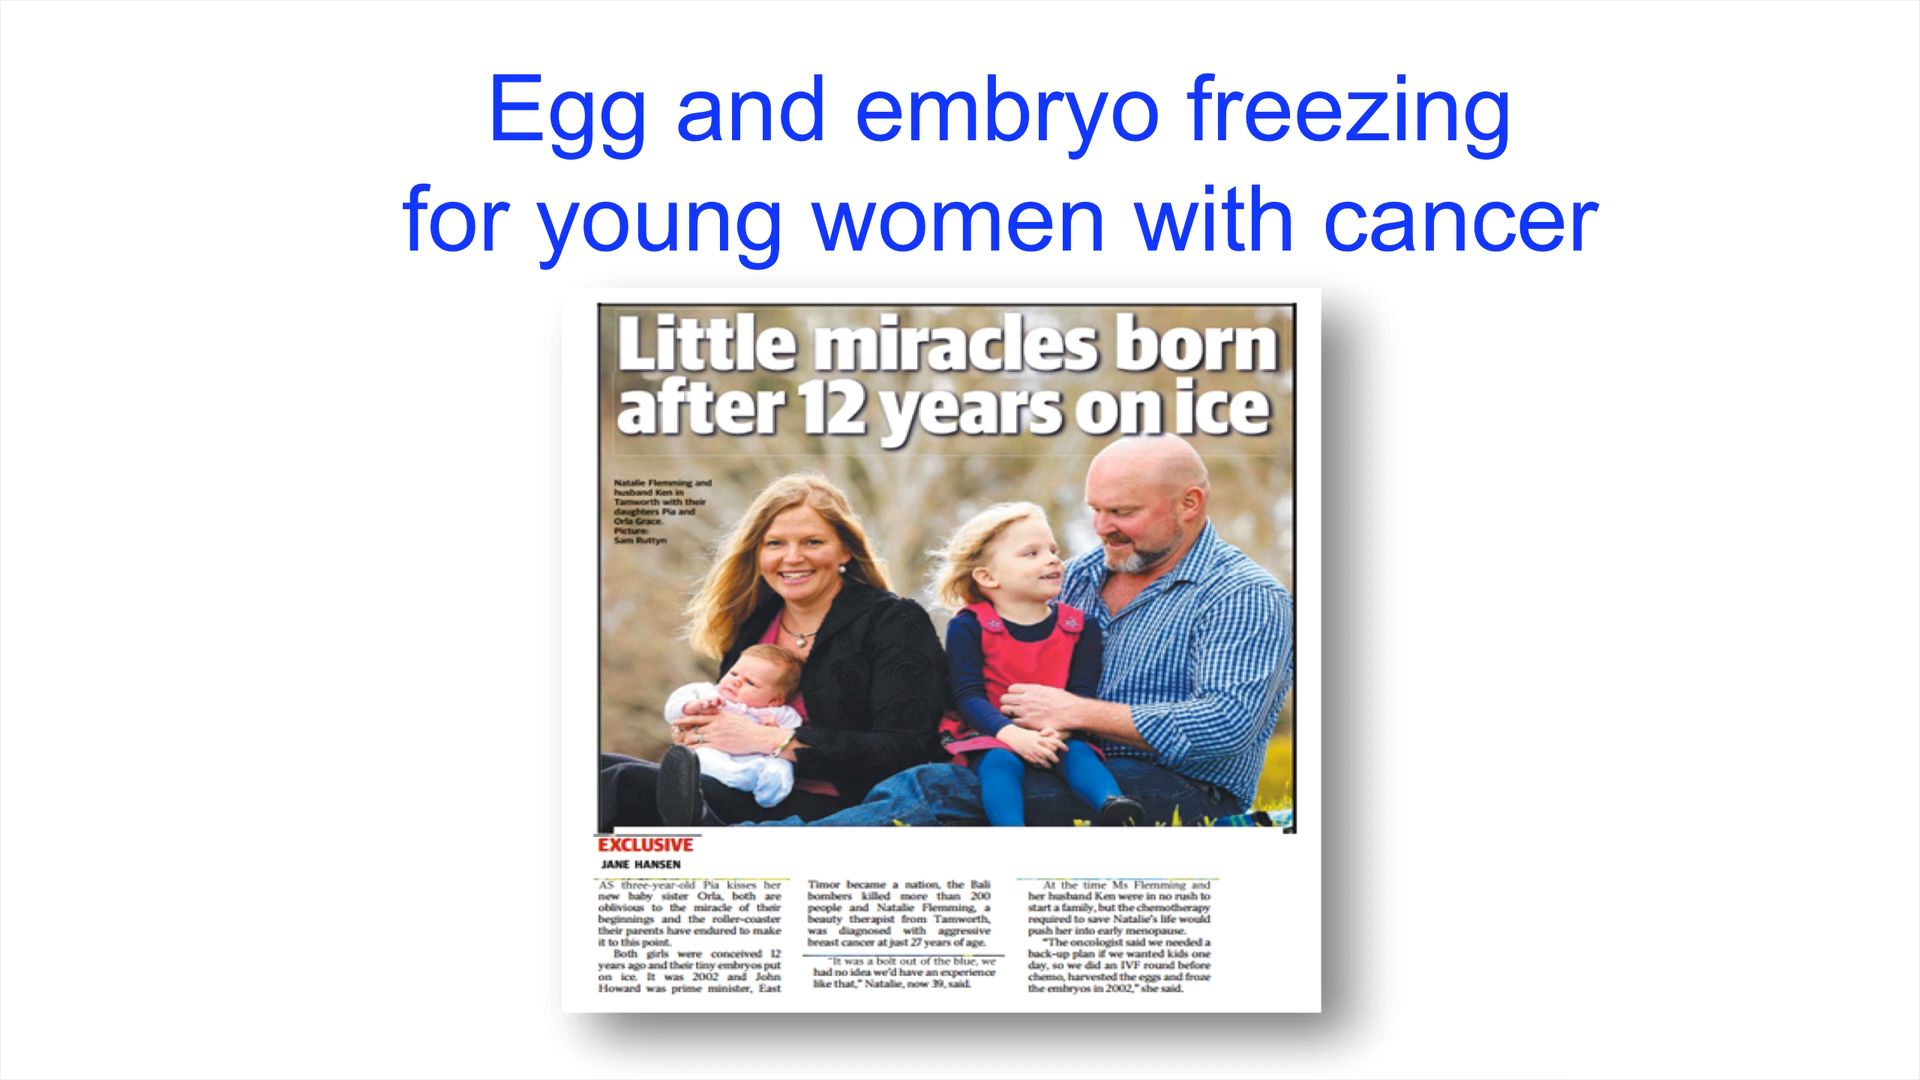 Egg and embryo freezing
for young women with cancer
Little miracles born
after 12 years on ice
Natalie Flemming and
husband Ken in
Tamworth with their
daughters Pia and
Orla Grace.
Picture:
Sam Ruttyn
EXCLUSIVE
JANE HANSEN
AS three-year-old Pia kisses her
new baby sister Orla, both are
oblivious to the miracle of their
beginnings and the roller-coaster
their parents have endured to make
it to this point.
Both girls were conceived 12
years ago and their tiny embryos put
on ice. It was 2002 and John
Howard was prime minister, East
Timor became a nation, the Bali
bombers killed more than 200
people and Natalie Flemming, a
beauty therapist from Tamworth,
was diagnosed with aggressive
breast cancer at just 27 years of age.
"It was a bolt out of the blue, we
had no idea we'd have an experience
like that," Natalie, now 39, said.
At the time Ms Flemming and
her husband Ken were in no rush to
start a family, but the chemotherapy
required to save Natalie's life would
push her into early menopause.
"The oncologist said we needed a
back-up plan if we wanted kids one
day, so we did an IVF round before
chemo, harvested the eggs and froze
the embryos in 2002," she said.